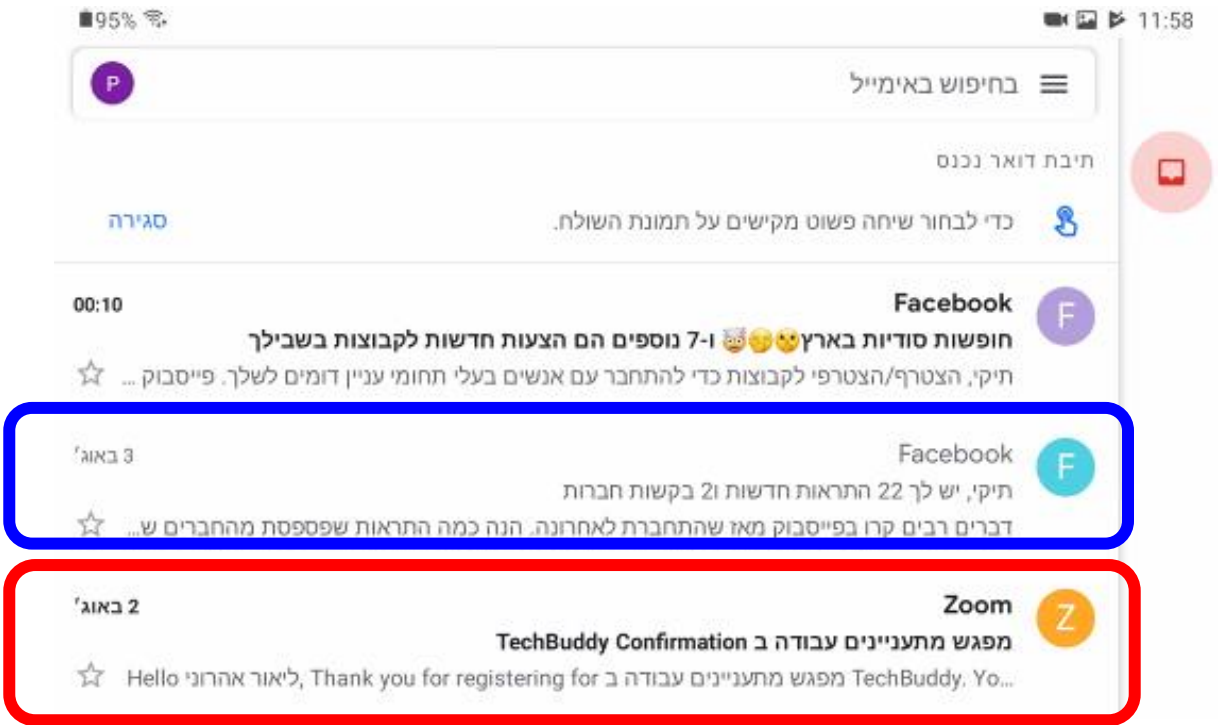 95% 11:58
בחיפוש באימייל P
תיבת דואר נכנס
כדי לבחור שיחה פשוט מקישים על תמונת השולח. סגירה
F Facebook 00:10
חופשות סודיות בארץ🤫🤫🤯 ו-7 נוספים הם הצעות חדשות לקבוצות בשבילך
תיקי, הצטרף/הצטרפי לקבוצות כדי להתחבר עם אנשים בעלי תחומי עניין דומים לשלך. פייסבוק ...
F Facebook 3 באוג׳
תיקי, יש לך 22 התראות חדשות ו2 בקשות חברות
דברים רבים קרו בפייסבוק מאז שהתחברת לאחרונה. הנה כמה התראות שפספסת מהחברים ש...
Z Zoom 2 באוג׳
מפגש מתעניינים עבודה ב TechBuddy Confirmation
Hello ליאור אהרוני, Thank you for registering for מפגש מתעניינים עבודה ב TechBuddy. Yo...